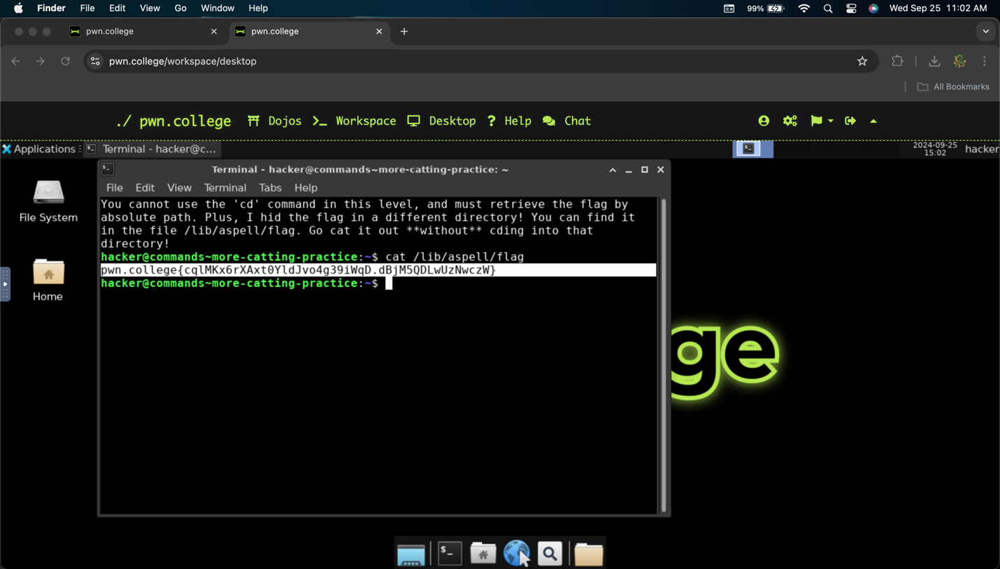 Finder File Edit View Go Window Help 99% Wed Sep 25 11:02 AM
pwn.college pwn.college
pwn.college/workspace/desktop
All Bookmarks
./ pwn.college Dojos Workspace Desktop ? Help Chat
Applications Terminal - hacker@c... 2024-09-25
15:02 hacker
Terminal - hacker@commands~more-catting-practice: ~
File Edit View Terminal Tabs Help
You cannot use the 'cd' command in this level, and must retrieve the flag by
absolute path. Plus, I hid the flag in a different directory! You can find it
in the file /lib/aspell/flag. Go cat it out **without** cding into that
directory!
hacker@commands~more-catting-practice:~$ cat /lib/aspell/flag
pwn.college{cqlMKx6rXAxt0YldJvo4g39iWqD.dBjM5QDLwUzNwczW}
hacker@commands~more-catting-practice:~$
File System
Home
ge